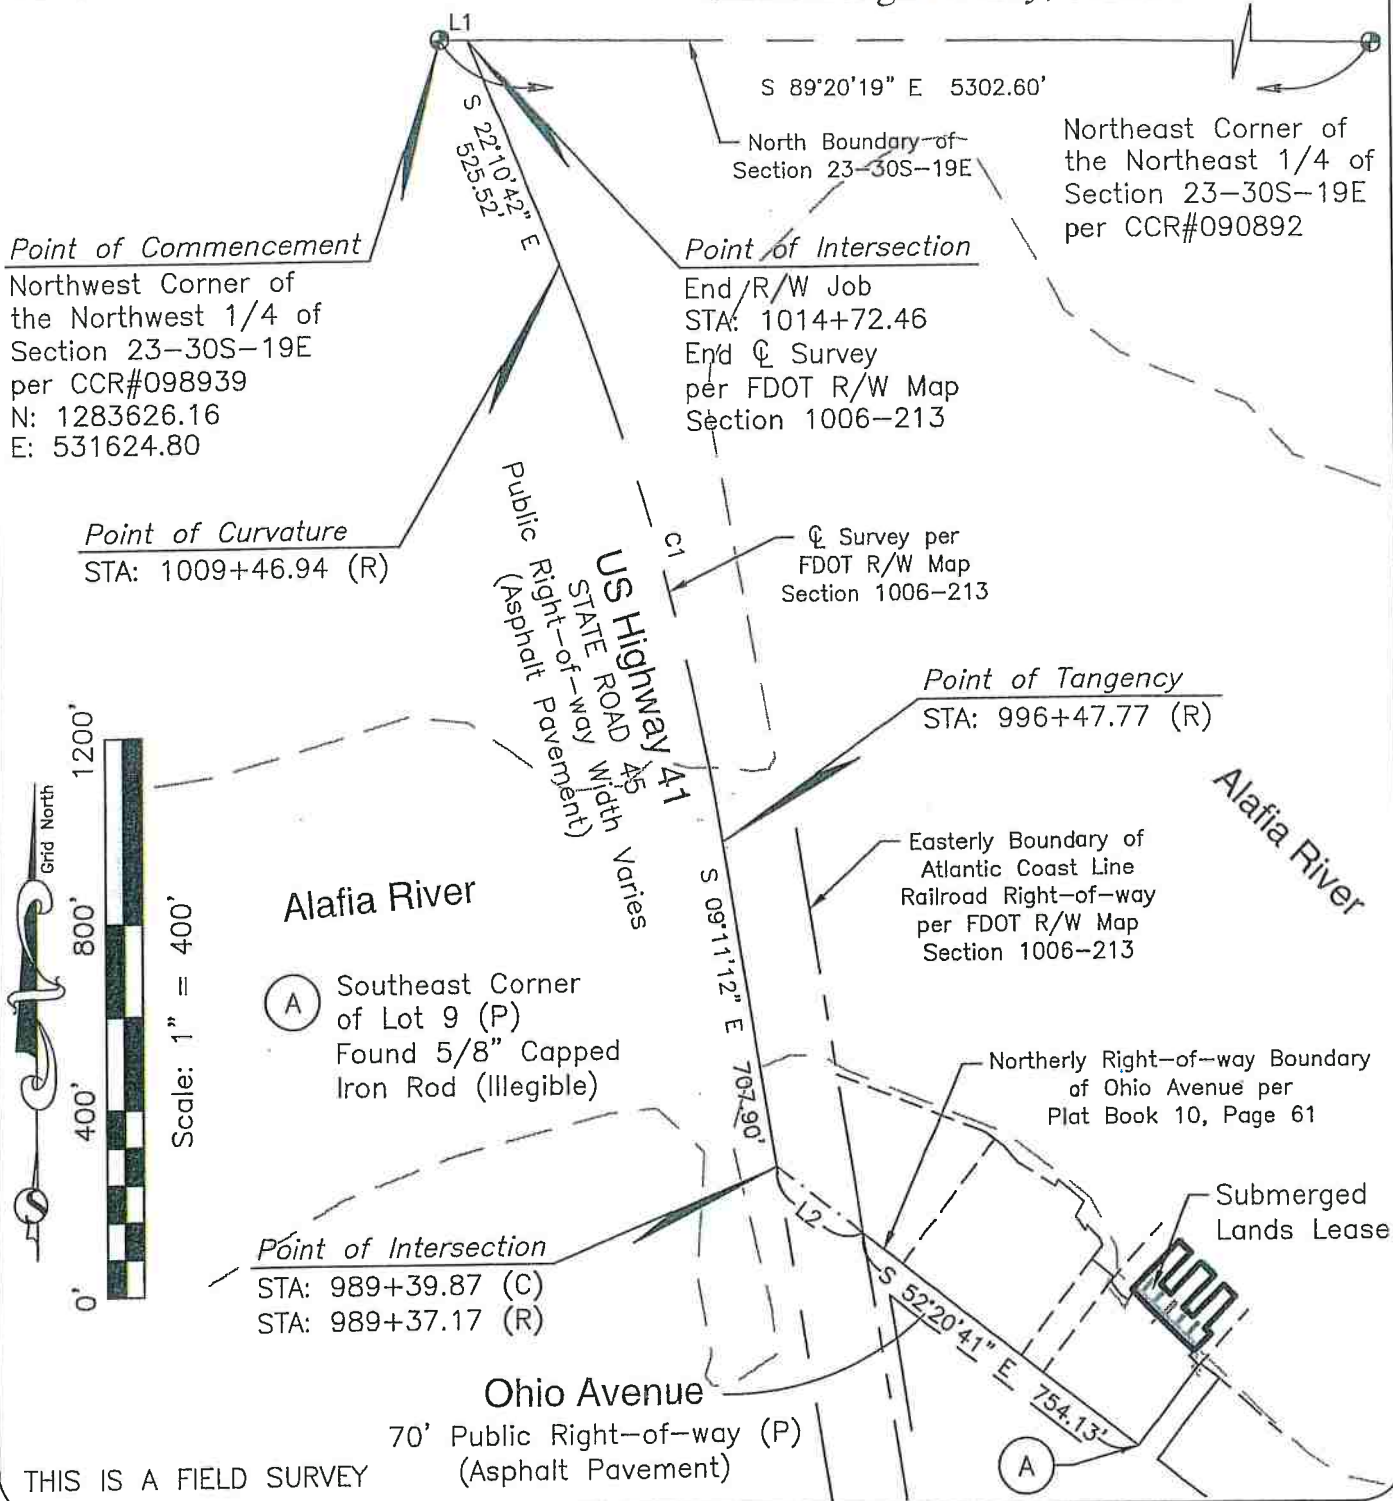 L1
S 89°20'19" E 5302.60'
North Boundary of
Section 23-30S-19E
Northeast Corner of
the Northeast 1/4 of
Section 23-30S-19E
per CCR#090892
S 22°10'42" E
525.52'
Point of Commencement
Northwest Corner of
the Northwest 1/4 of
Section 23-30S-19E
per CCR#098939
N: 1283626.16
E: 531624.80
Point of Intersection
End R/W Job
STA: 1014+72.46
End ℄ Survey
per FDOT R/W Map
Section 1006-213
Point of Curvature
STA: 1009+46.94 (R)
C1
℄ Survey per
FDOT R/W Map
Section 1006-213
US Highway 41
STATE ROAD 45
Public Right-of-way Width Varies
(Asphalt Pavement)
Point of Tangency
STA: 996+47.77 (R)
Alafia River
Easterly Boundary of
Atlantic Coast Line
Railroad Right-of-way
per FDOT R/W Map
Section 1006-213
S 09°11'12" E 707.90'
Grid North
1200'
800'
400'
0'
Scale: 1" = 400'
Alafia River
A
Southeast Corner
of Lot 9 (P)
Found 5/8" Capped
Iron Rod (Illegible)
Northerly Right-of-way Boundary
of Ohio Avenue per
Plat Book 10, Page 61
Submerged
Lands Lease
L2
Point of Intersection
STA: 989+39.87 (C)
STA: 989+37.17 (R)
S 52°20'41" E 754.13'
Ohio Avenue
70' Public Right-of-way (P)
(Asphalt Pavement)
A
THIS IS A FIELD SURVEY